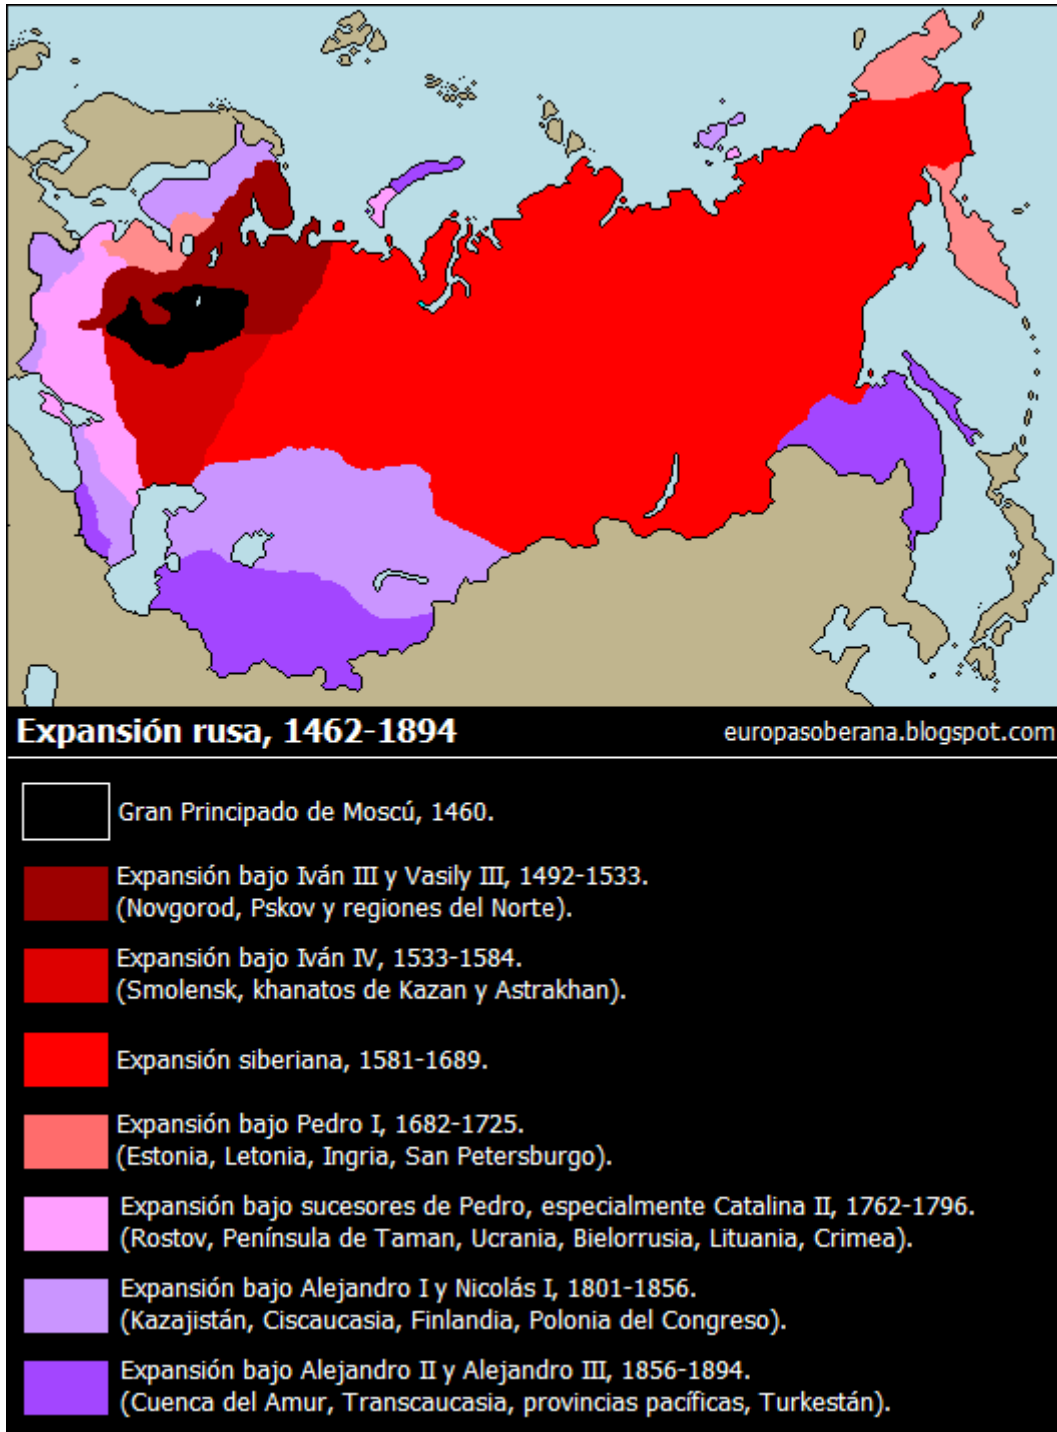 Expansión rusa, 1462-1894
europasoberana.blogspot.com
Gran Principado de Moscú, 1460.
Expansión bajo Iván III y Vasily III, 1492-1533.
(Novgorod, Pskov y regiones del Norte).
Expansión bajo Iván IV, 1533-1584.
(Smolensk, khanatos de Kazan y Astrakhan).
Expansión siberiana, 1581-1689.
Expansión bajo Pedro I, 1682-1725.
(Estonia, Letonia, Ingria, San Petersburgo).
Expansión bajo sucesores de Pedro, especialmente Catalina II, 1762-1796.
(Rostov, Península de Taman, Ucrania, Bielorrusia, Lituania, Crimea).
Expansión bajo Alejandro I y Nicolás I, 1801-1856.
(Kazajistán, Ciscaucasia, Finlandia, Polonia del Congreso).
Expansión bajo Alejandro II y Alejandro III, 1856-1894.
(Cuenca del Amur, Transcaucasia, provincias pacíficas, Turkestán).